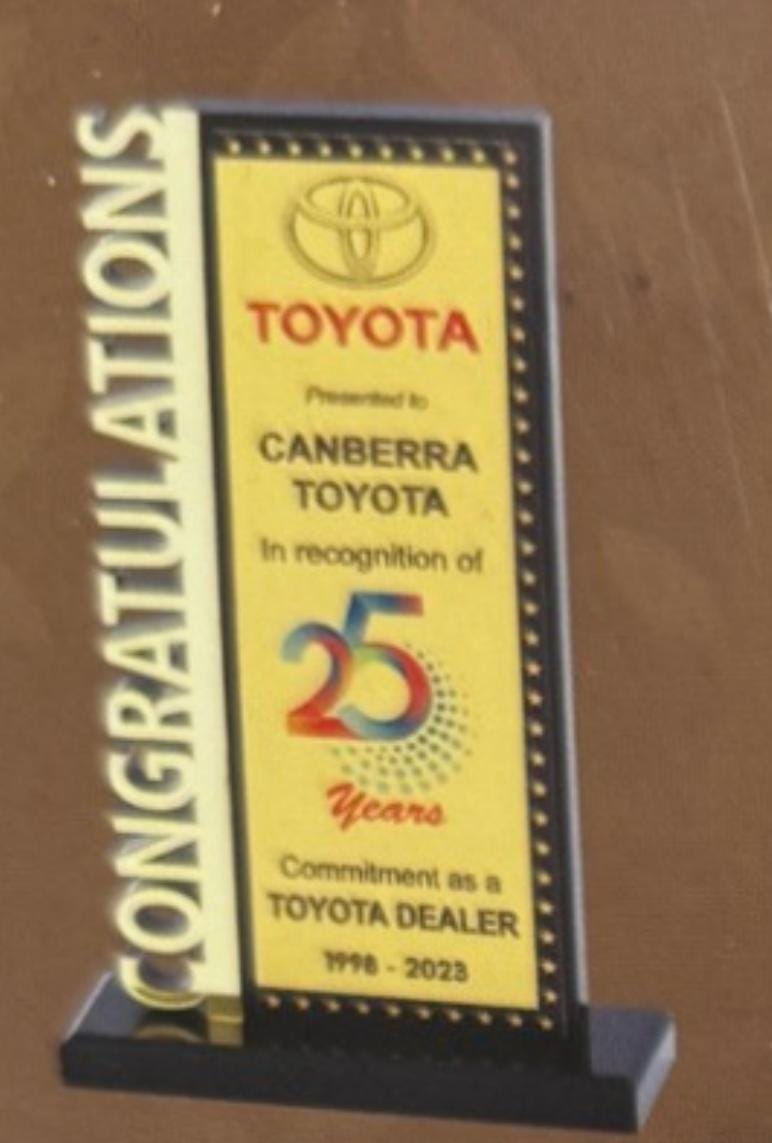 CONGRATULATIONS
TOYOTA
Presented to
CANBERRA
TOYOTA
In recognition of
25
Years
Commitment as a
TOYOTA DEALER
1998 - 2023